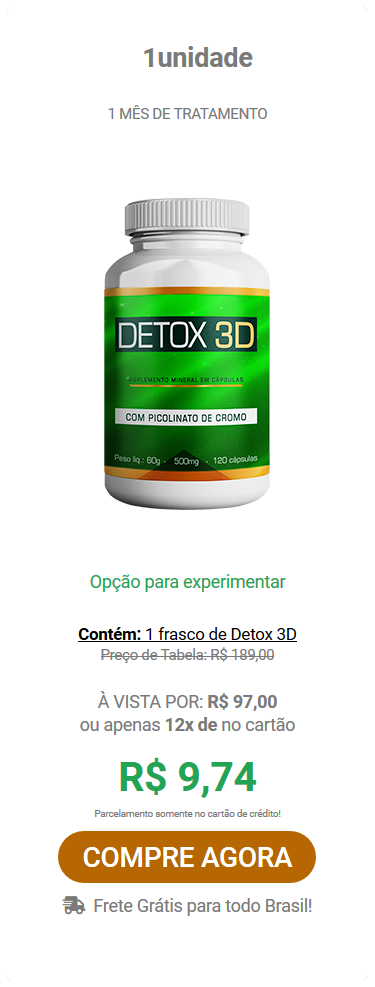 1unidade
1 MÊS DE TRATAMENTO
DETOX 3D
SUPLEMENTO MINERAL EM CÁPSULAS
COM PICOLINATO DE CROMO
Peso liq.: 60g - 500mg - 120 cápsulas
Opção para experimentar
Contém: 1 frasco de Detox 3D
Preço de Tabela: R$ 189,00
À VISTA POR: R$ 97,00
ou apenas 12x de no cartão
R$ 9,74
Parcelamento somente no cartão de crédito!
COMPRE AGORA
Frete Grátis para todo Brasil!